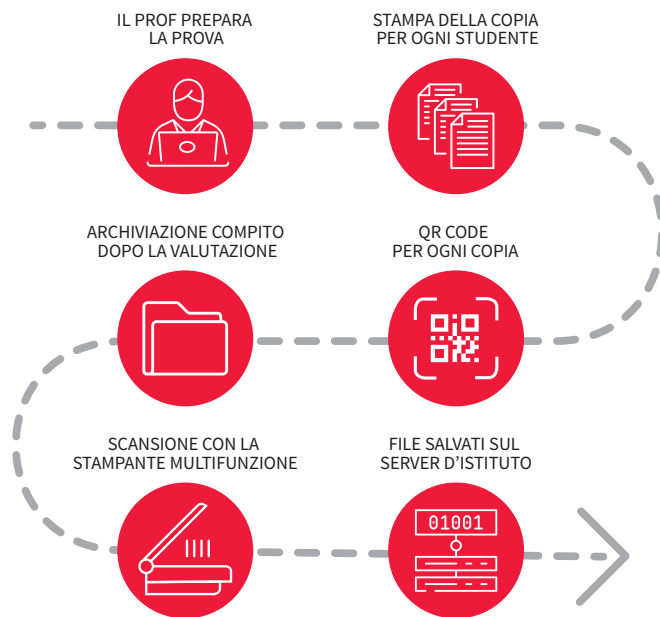 IL PROF PREPARA
LA PROVA
STAMPA DELLA COPIA
PER OGNI STUDENTE
QR CODE
PER OGNI COPIA
ARCHIVIAZIONE COMPITO
DOPO LA VALUTAZIONE
SCANSIONE CON LA
STAMPANTE MULTIFUNZIONE
FILE SALVATI SUL
SERVER D'ISTITUTO
01001